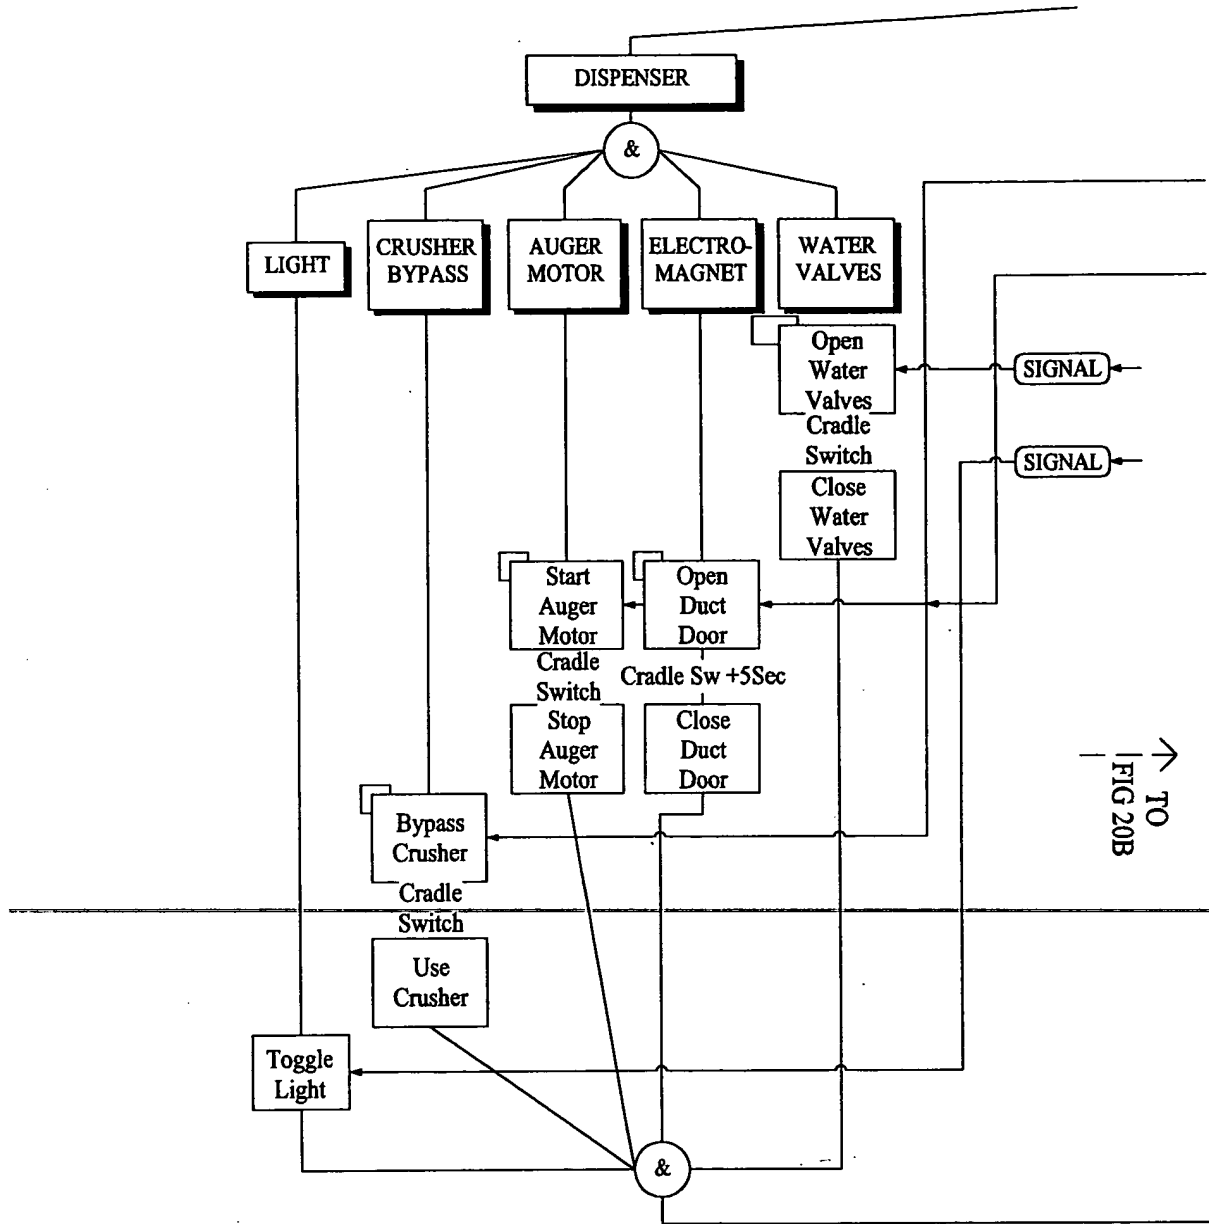 DISPENSER
&
LIGHT
CRUSHER
BYPASS
AUGER
MOTOR
ELECTRO-
MAGNET
WATER
VALVES
Open
Water
Valves
Cradle
Switch
Close
Water
Valves
SIGNAL
SIGNAL
Start
Auger
Motor
Cradle
Switch
Stop
Auger
Motor
Open
Duct
Door
Cradle Sw +5Sec
Close
Duct
Door
TO
FIG 20B
Bypass
Crusher
Cradle
Switch
Use
Crusher
Toggle
Light
&